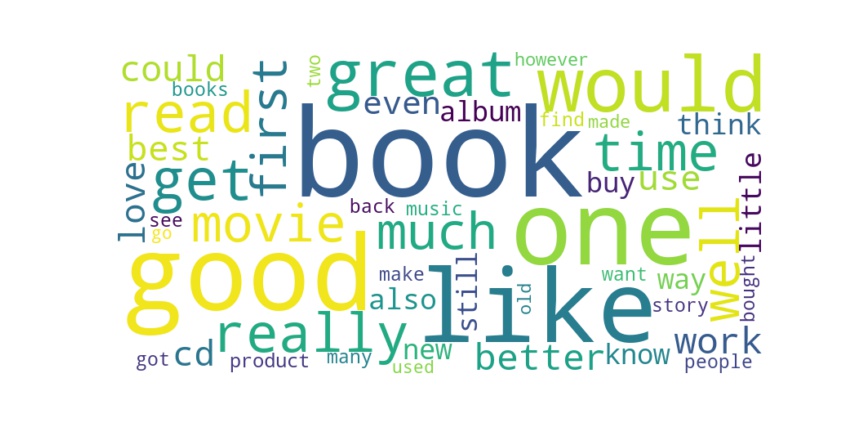 could
books
first
two
great
however
would
read
even
album
find
made
think
best
book
time
get
buy
use
love
little
see
go
movie
back
music
much
one
well
good
make
like
want
way
bought
also
still
old
story
really
cd
got
product
many
new
used
better
know
work
people